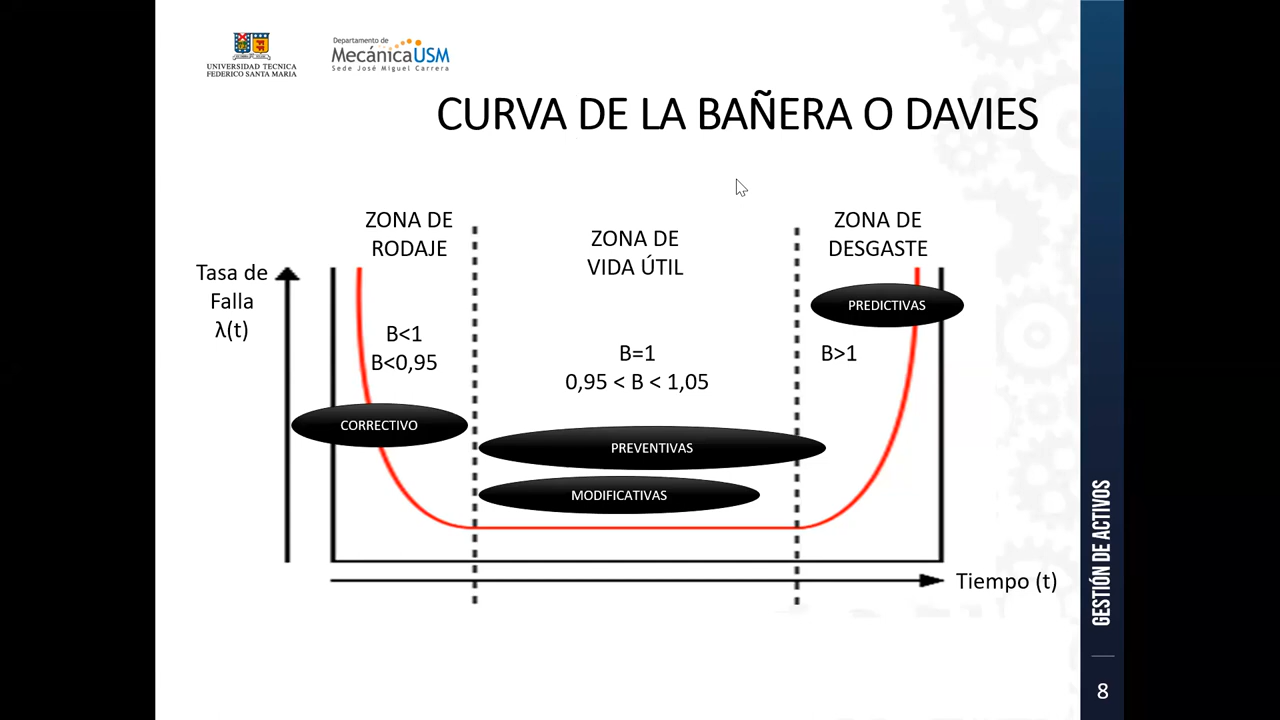 UNIVERSIDAD TECNICA
FEDERICO SANTA MARIA
Departamento de
MecánicaUSM
Sede José Miguel Carrera
CURVA DE LA BAÑERA O DAVIES
ZONA DE
RODAJE
ZONA DE
VIDA ÚTIL
ZONA DE
DESGASTE
Tasa de
Falla
λ(t)
B<1
B<0,95
B=1
0,95 < B < 1,05
B>1
PREDICTIVAS
CORRECTIVO
PREVENTIVAS
MODIFICATIVAS
Tiempo (t)
GESTIÓN DE ACTIVOS
8